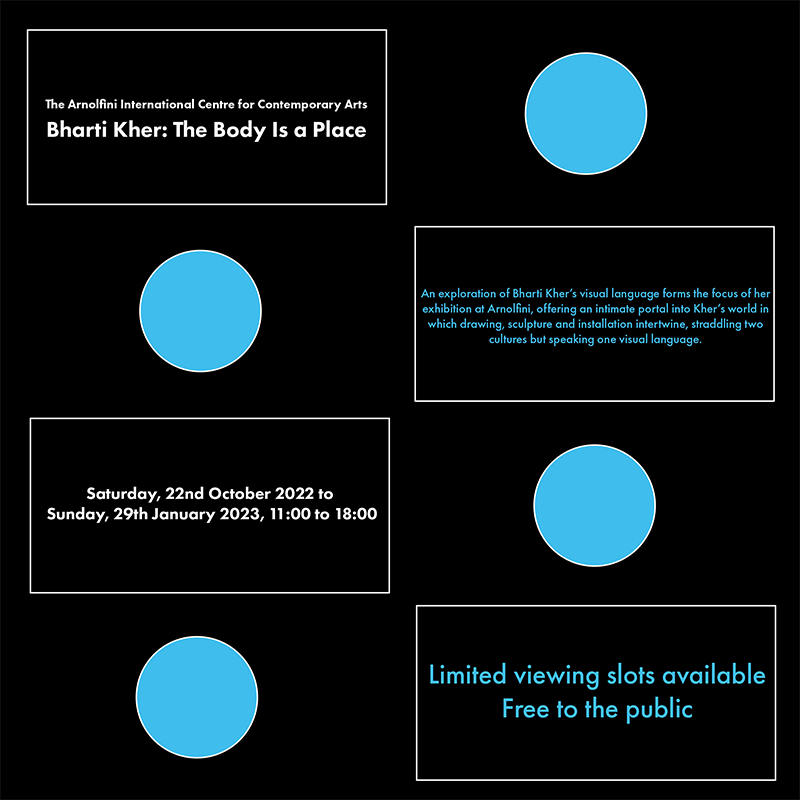 The Arnolfini International Centre for Contemporary Arts
Bharti Kher: The Body Is a Place
An exploration of Bharti Kher’s visual language forms the focus of her
exhibition at Arnolfini, offering an intimate portal into Kher’s world in
which drawing, sculpture and installation intertwine, straddling two
cultures but speaking one visual language.
Saturday, 22nd October 2022 to
Sunday, 29th January 2023, 11:00 to 18:00
Limited viewing slots available
Free to the public